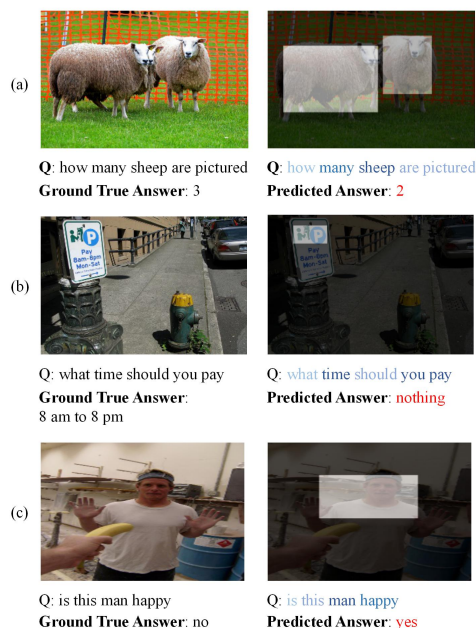 (a)
Q: how many sheep are pictured
Ground True Answer: 3
Q: how many sheep are pictured
Predicted Answer: 2
(b)
P
Pay
Mon-Sat
Q: what time should you pay
Ground True Answer:
8 am to 8 pm
Q: what time should you pay
Predicted Answer: nothing
(c)
Q: is this man happy
Ground True Answer: no
Q: is this man happy
Predicted Answer: yes